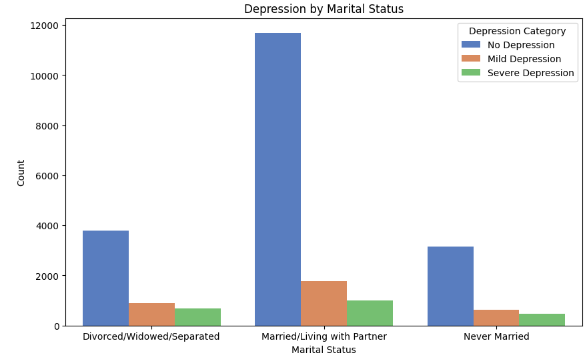 Depression by Marital Status
Depression Category
No Depression
Mild Depression
Severe Depression
12000
10000
8000
6000
4000
2000
0
Count
Divorced/Widowed/Separated
Married/Living with Partner
Never Married
Marital Status